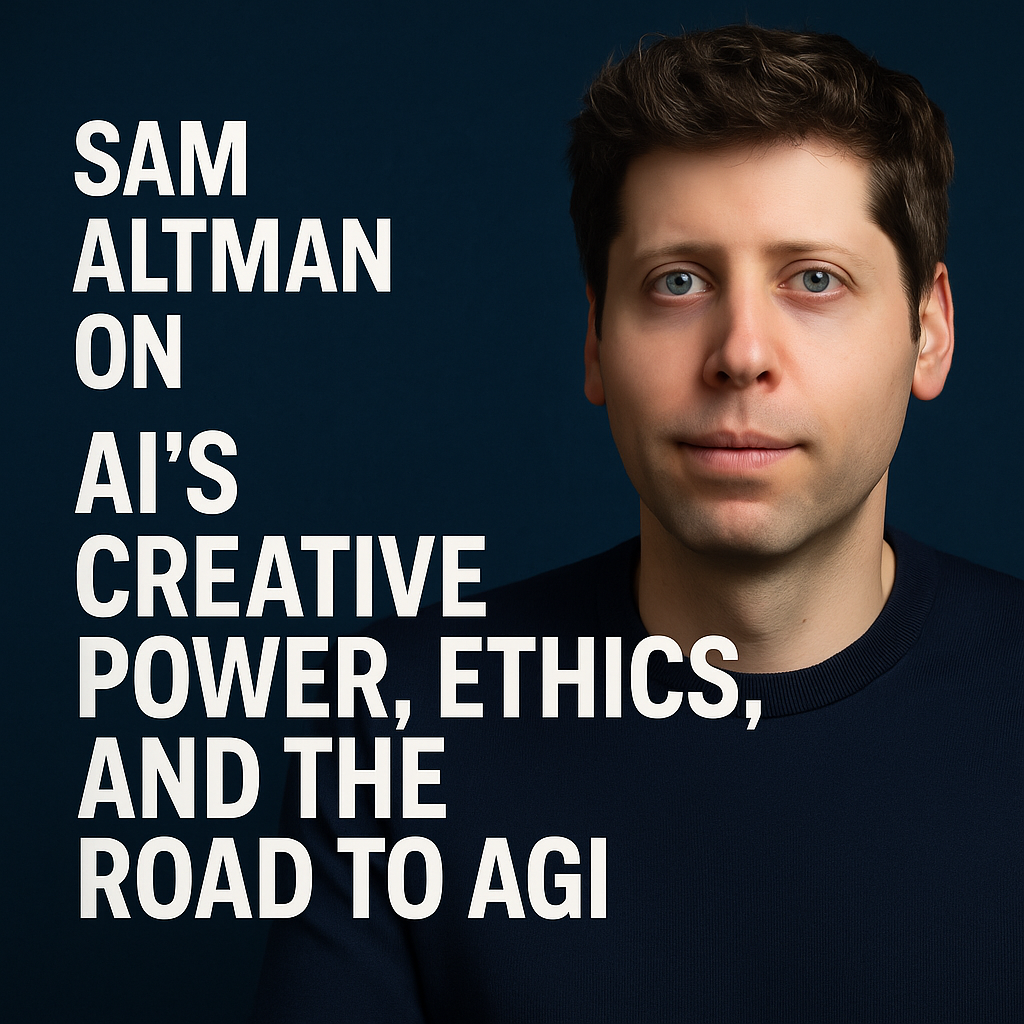 SAM
ALTMAN
ON
AI’S
CREATIVE
POWER, ETHICS,
AND THE
ROAD TO AGI